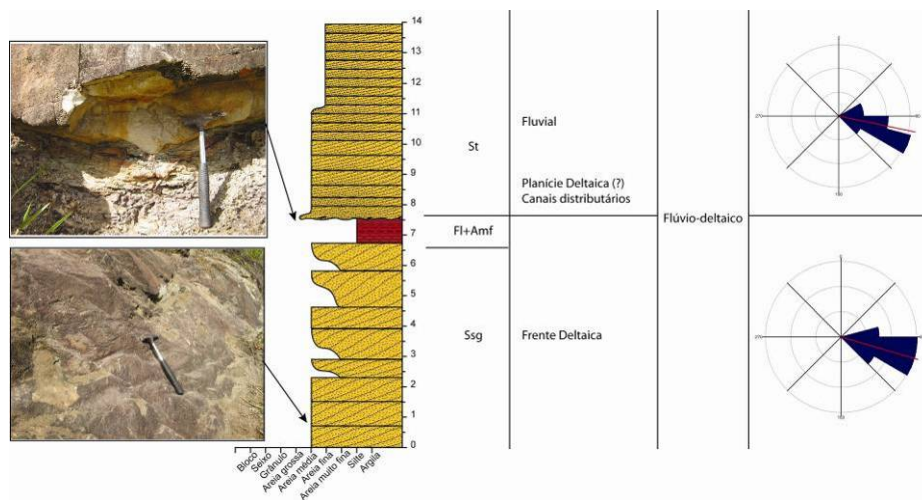 14
13
12
11
10
9
8
7
6
5
4
3
2
1
0
Bloco
Seixo
Grânulo
Areia grossa
Areia média
Areia fina
Areia muito fina
Silte
Argila
St
Fl+Amf
Ssg
Fluvial
Planície Deltaica (?)
Canais distributários
Frente Deltaica
Flúvio-deltaico
270
270